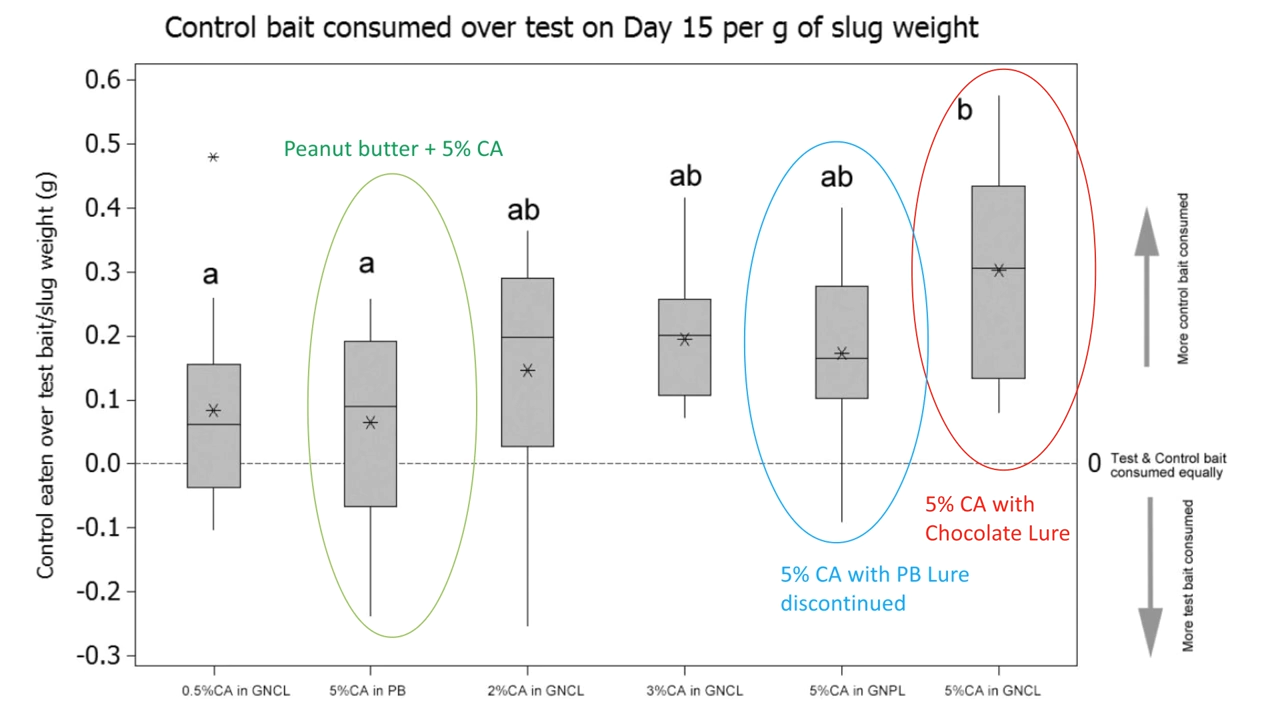 Control bait consumed over test on Day 15 per g of slug weight
Control eaten over test bait/slug weight (g)
0.6
0.5
0.4
0.3
0.2
0.1
0.0
-0.1
-0.2
-0.3
a
Peanut butter + 5% CA
a
ab
ab
ab
b
5% CA with PB Lure
discontinued
5% CA with
Chocolate Lure
More control bait consumed
0 Test & Control bait
consumed equally
More test bait consumed
0.5%CA in GNCL
5%CA in PB
2%CA in GNCL
3%CA in GNCL
5%CA in GNPL
5%CA in GNCL